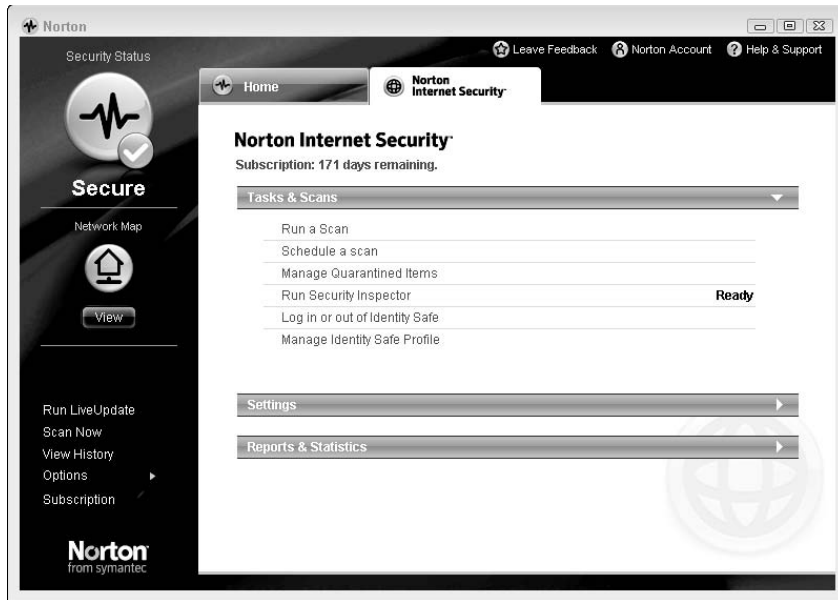 Norton
Leave Feedback
Norton Account
Help & Support
Security Status
Secure
Network Map
View
Run LiveUpdate
Scan Now
View History
Options
Subscription
Norton
from symantec
Home
Norton
Internet Security
Norton Internet Security
Subscription: 171 days remaining.
Tasks & Scans
Run a Scan
Schedule a scan
Manage Quarantined Items
Run Security Inspector Ready
Log in or out of Identity Safe
Manage Identity Safe Profile
Settings
Reports & Statistics